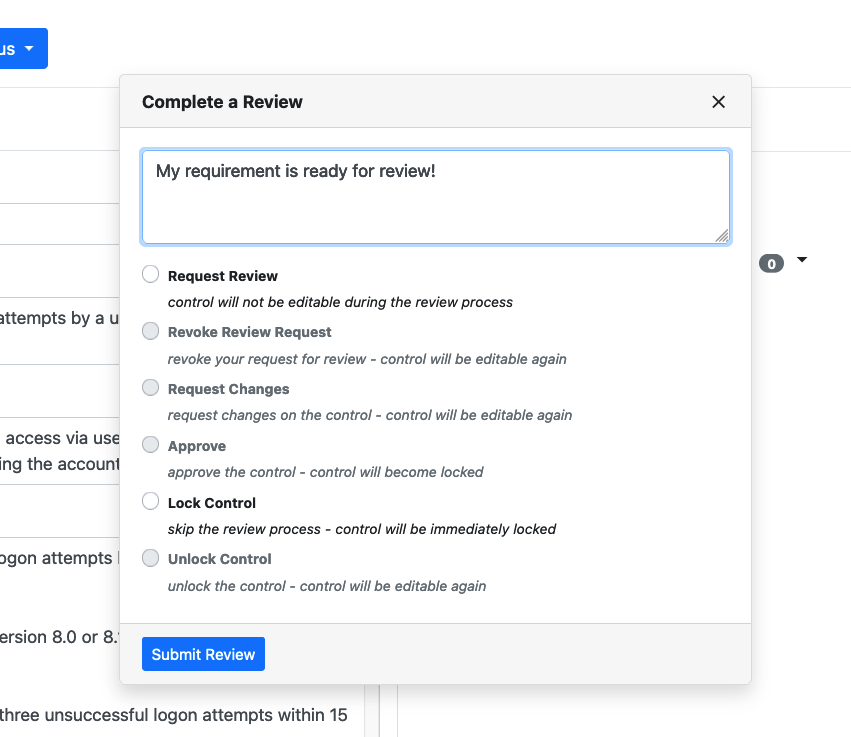 us
Complete a Review
My requirement is ready for review!
0
Request Review
control will not be editable during the review process
attempts by a u
Revoke Review Request
revoke your request for review - control will be editable again
Request Changes
request changes on the control - control will be editable again
access via use
Approve
ing the account
approve the control - control will become locked
Lock Control
skip the review process - control will be immediately locked
ogon attempts
Unlock Control
unlock the control - control will be editable again
ersion 8.0 or 8.
Submit Review
three unsuccessful logon attempts within 15